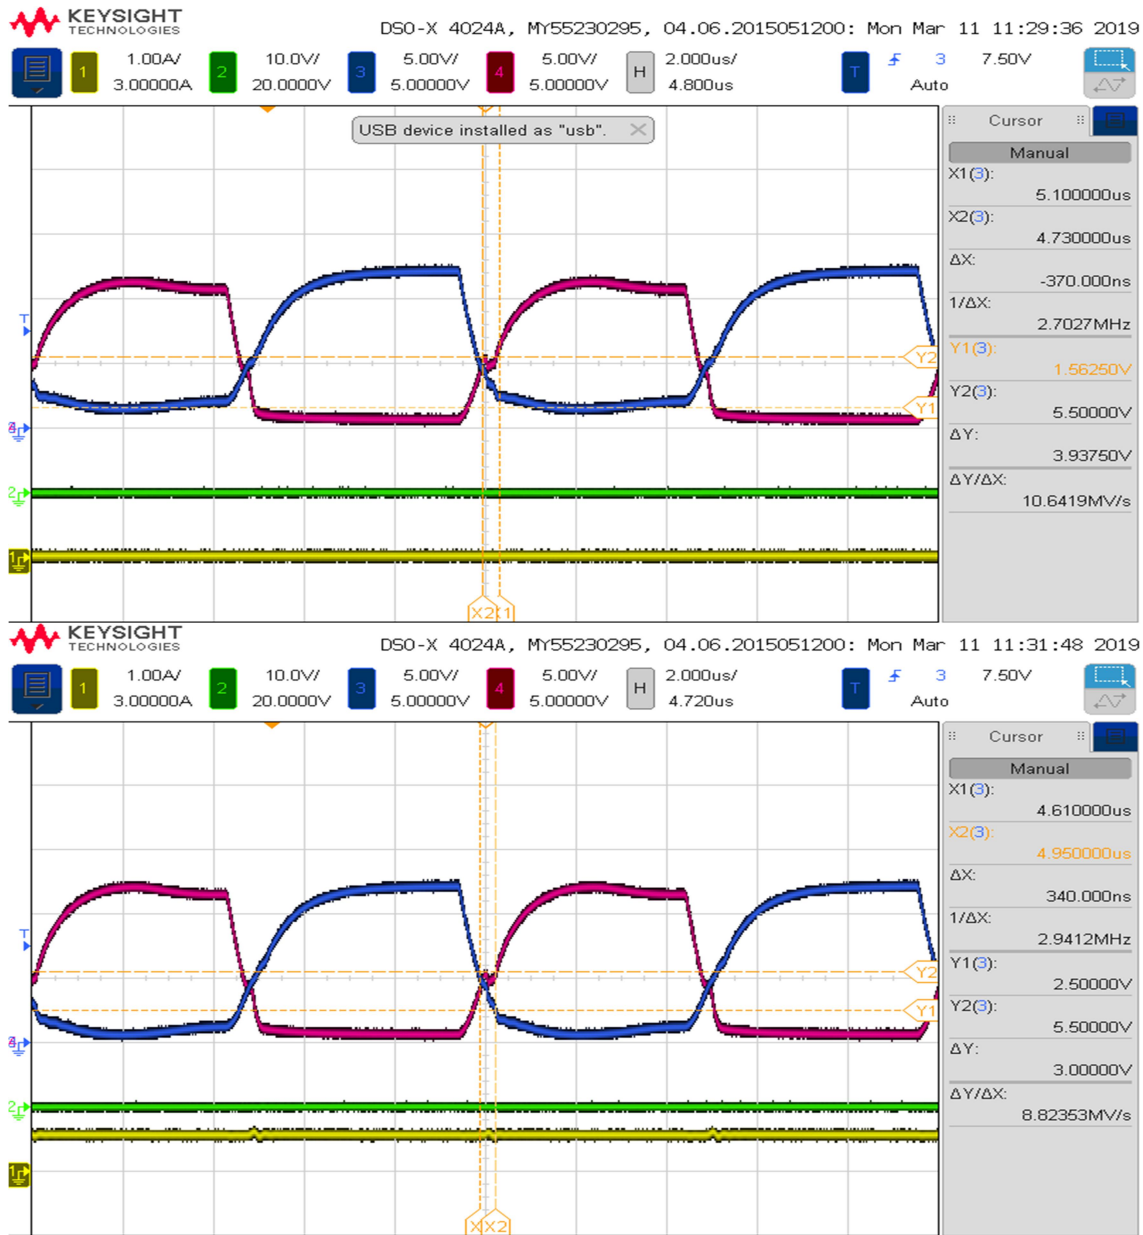 KEYSIGHT
TECHNOLOGIES
DSO-X 4024A, MY55230295, 04.06.2015051200: Mon Mar 11 11:29:36 2019
1 1.00A/ 2 10.0V/ 3 5.00V/ 4 5.00V/ H 2.000us/ T 3 7.50V
3.00000A 20.0000V 5.00000V 5.00000V 4.800us Auto
USB device installed as "usb".
Cursor
Manual
X1(3):
5.100000us
X2(3):
4.730000us
ΔX:
-370.000ns
1/ΔX:
2.7027MHz
Y1(3):
1.56250V
Y2(3):
5.50000V
ΔY:
3.93750V
ΔY/ΔX:
10.6419MV/s
T
Y2
Y1
4
2
1
X2 1
KEYSIGHT
TECHNOLOGIES
DSO-X 4024A, MY55230295, 04.06.2015051200: Mon Mar 11 11:31:48 2019
1 1.00A/ 2 10.0V/ 3 5.00V/ 4 5.00V/ H 2.000us/ T 3 7.50V
3.00000A 20.0000V 5.00000V 5.00000V 4.720us Auto
Cursor
Manual
X1(3):
4.610000us
X2(3):
4.950000us
ΔX:
340.000ns
1/ΔX:
2.9412MHz
Y1(3):
2.50000V
Y2(3):
5.50000V
ΔY:
3.00000V
ΔY/ΔX:
8.82353MV/s
T
Y2
Y1
4
2
1
X X2